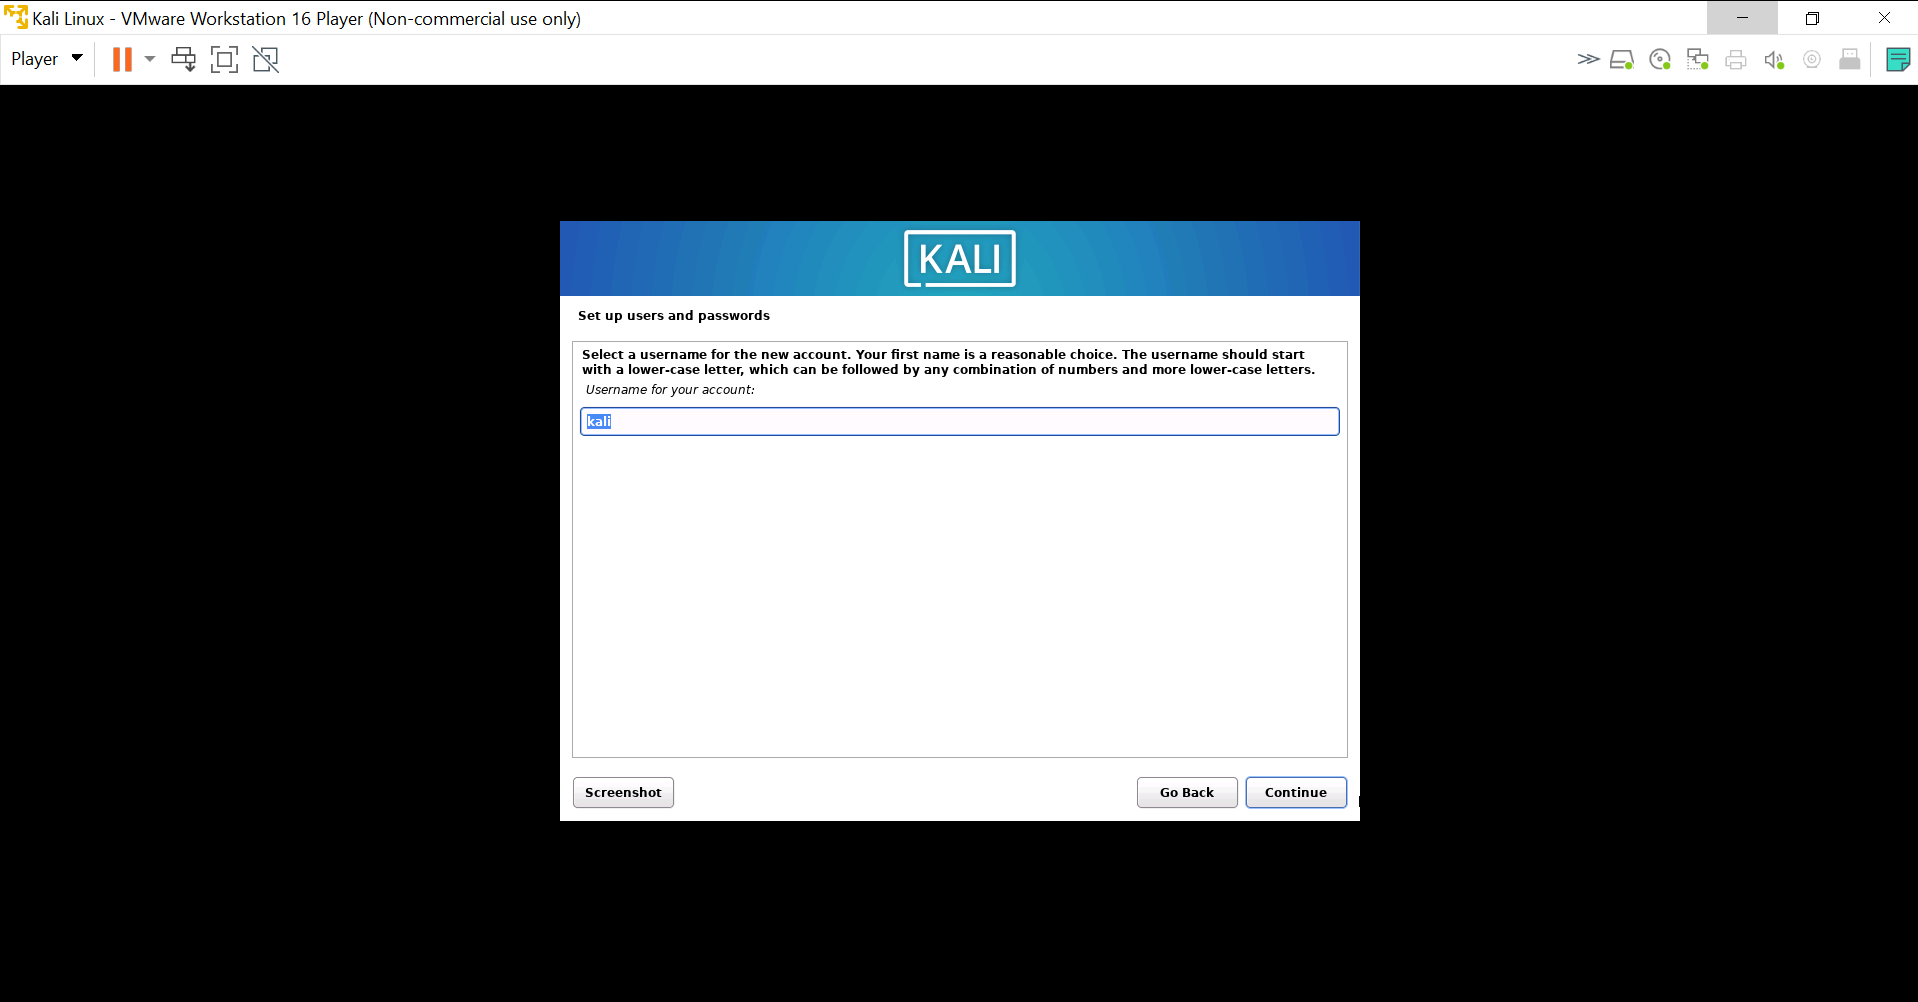 Kali Linux - VMware Workstation 16 Player (Non-commercial use only)
Player
KALI
Set up users and passwords
Select a username for the new account. Your first name is a reasonable choice. The username should start
with a lower-case letter, which can be followed by any combination of numbers and more lower-case letters.
Username for your account:
kali
Screenshot
Go Back
Continue